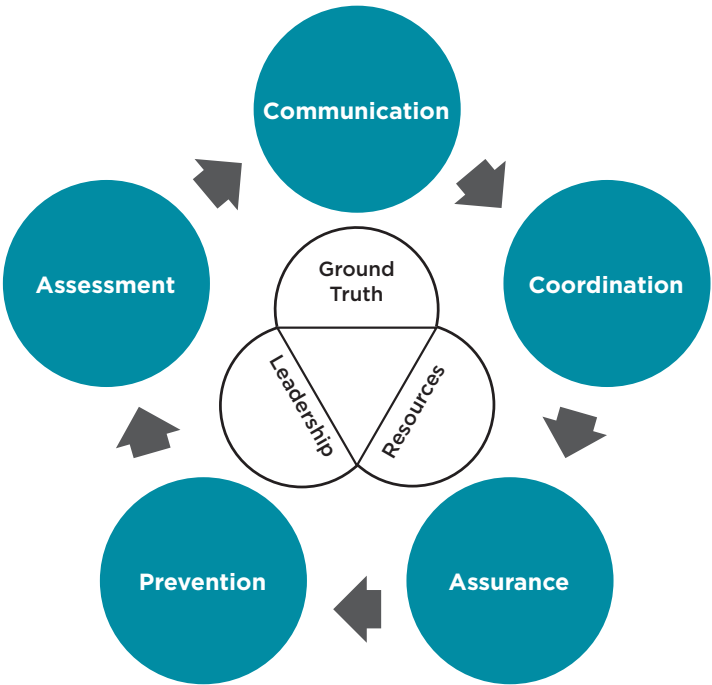 Communication
Assessment
Ground
Truth
Coordination
Leadership
Resources
Prevention
Assurance